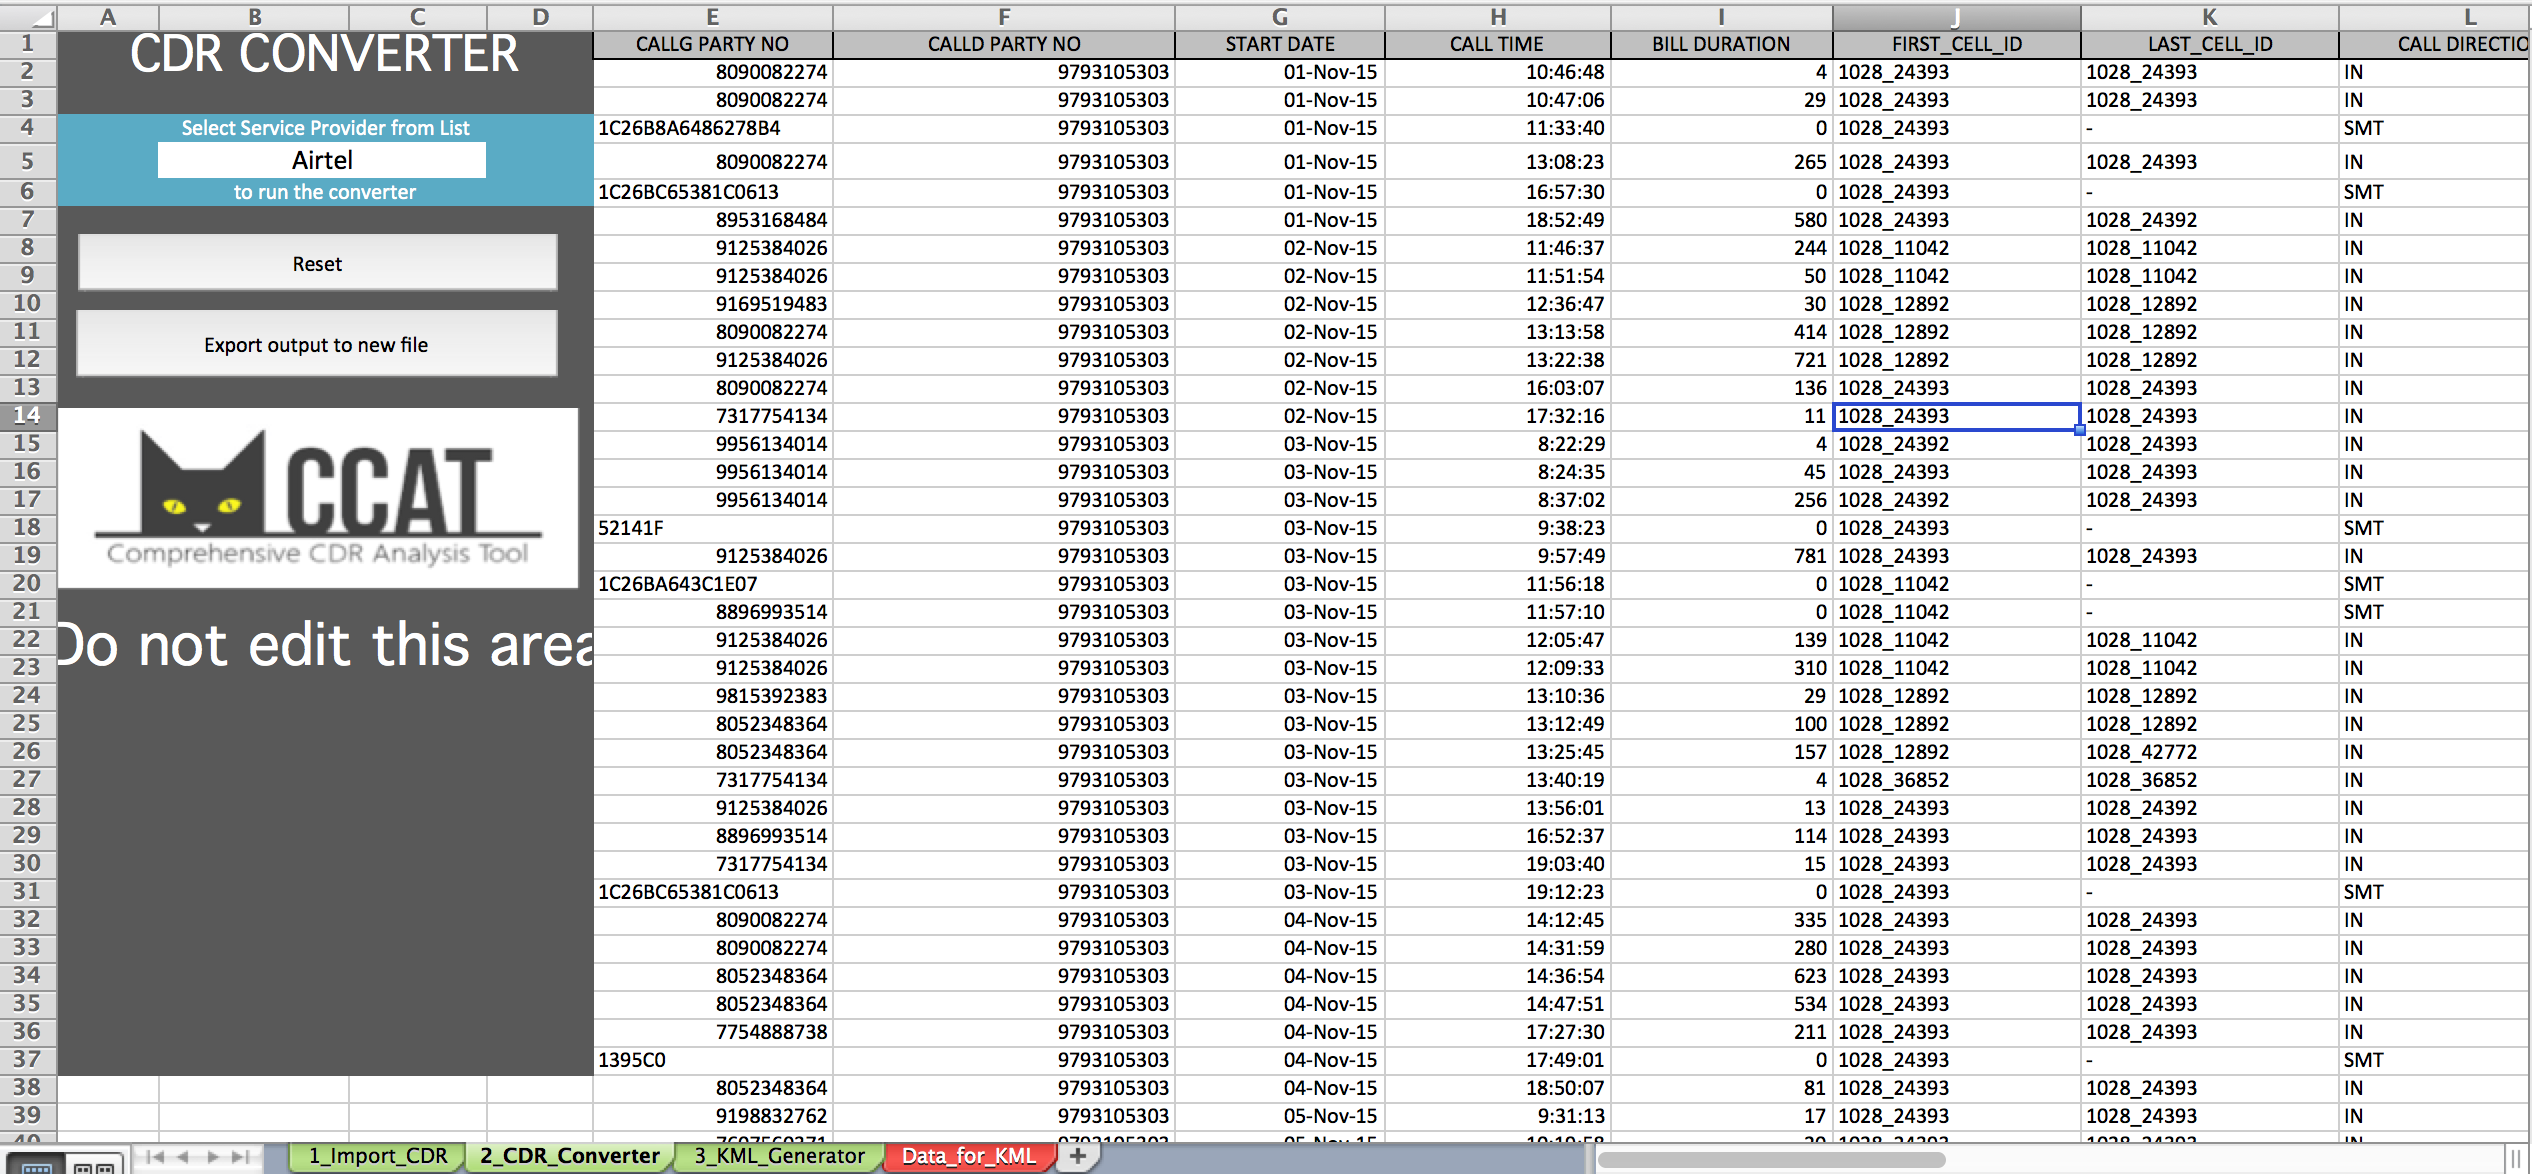 A B C D E F G H I J K L
1 CDR CONVERTER CALLG PARTY NO CALLD PARTY NO START DATE CALL TIME BILL DURATION FIRST_CELL_ID LAST_CELL_ID CALL DIRECTIO
2 8090082274 9793105303 01-Nov-15 10:46:48 4 1028_24393 1028_24393 IN
3 8090082274 9793105303 01-Nov-15 10:47:06 29 1028_24393 1028_24393 IN
4 Select Service Provider from List 1C26B8A6486278B4 9793105303 01-Nov-15 11:33:40 0 1028_24393 - SMT
5 Airtel 8090082274 9793105303 01-Nov-15 13:08:23 265 1028_24393 1028_24393 IN
6 to run the converter 1C26BC65381C0613 9793105303 01-Nov-15 16:57:30 0 1028_24393 - SMT
7 8953168484 9793105303 01-Nov-15 18:52:49 580 1028_24393 1028_24392 IN
8 Reset 9125384026 9793105303 02-Nov-15 11:46:37 244 1028_11042 1028_11042 IN
9 9125384026 9793105303 02-Nov-15 11:51:54 50 1028_11042 1028_11042 IN
10 9169519483 9793105303 02-Nov-15 12:36:47 30 1028_12892 1028_12892 IN
11 Export output to new file 8090082274 9793105303 02-Nov-15 13:13:58 414 1028_12892 1028_12892 IN
12 9125384026 9793105303 02-Nov-15 13:22:38 721 1028_12892 1028_12892 IN
13 8090082274 9793105303 02-Nov-15 16:03:07 136 1028_24393 1028_24393 IN
14 7317754134 9793105303 02-Nov-15 17:32:16 11 1028_24393 1028_24393 IN
15 9956134014 9793105303 03-Nov-15 8:22:29 4 1028_24392 1028_24393 IN
16 9956134014 9793105303 03-Nov-15 8:24:35 45 1028_24393 1028_24393 IN
17 CCAT 9956134014 9793105303 03-Nov-15 8:37:02 256 1028_24392 1028_24393 IN
18 52141F 9793105303 03-Nov-15 9:38:23 0 1028_24393 - SMT
19 Comprehensive CDR Analysis Tool 9125384026 9793105303 03-Nov-15 9:57:49 781 1028_24393 1028_24393 IN
20 1C26BA643C1E07 9793105303 03-Nov-15 11:56:18 0 1028_11042 - SMT
21 8896993514 9793105303 03-Nov-15 11:57:10 0 1028_11042 - SMT
22 Do not edit this area 9125384026 9793105303 03-Nov-15 12:05:47 139 1028_11042 1028_11042 IN
23 9125384026 9793105303 03-Nov-15 12:09:33 310 1028_11042 1028_11042 IN
24 9815392383 9793105303 03-Nov-15 13:10:36 29 1028_12892 1028_12892 IN
25 8052348364 9793105303 03-Nov-15 13:12:49 100 1028_12892 1028_12892 IN
26 8052348364 9793105303 03-Nov-15 13:25:45 157 1028_12892 1028_42772 IN
27 7317754134 9793105303 03-Nov-15 13:40:19 4 1028_36852 1028_36852 IN
28 9125384026 9793105303 03-Nov-15 13:56:01 13 1028_24393 1028_24392 IN
29 8896993514 9793105303 03-Nov-15 16:52:37 114 1028_24393 1028_24393 IN
30 7317754134 9793105303 03-Nov-15 19:03:40 15 1028_24393 1028_24393 IN
31 1C26BC65381C0613 9793105303 03-Nov-15 19:12:23 0 1028_24393 - SMT
32 8090082274 9793105303 04-Nov-15 14:12:45 335 1028_24393 1028_24393 IN
33 8090082274 9793105303 04-Nov-15 14:31:59 280 1028_24393 1028_24393 IN
34 8052348364 9793105303 04-Nov-15 14:36:54 623 1028_24393 1028_24393 IN
35 8052348364 9793105303 04-Nov-15 14:47:51 534 1028_24393 1028_24393 IN
36 7754888738 9793105303 04-Nov-15 17:27:30 211 1028_24393 1028_24393 IN
37 1395C0 9793105303 04-Nov-15 17:49:01 0 1028_24393 - SMT
38 8052348364 9793105303 04-Nov-15 18:50:07 81 1028_24393 1028_24393 IN
39 9198832762 9793105303 05-Nov-15 9:31:13 17 1028_24393 1028_24393 IN
1_Import_CDR 2_CDR_Converter 3_KML_Generator Data_for_KML +